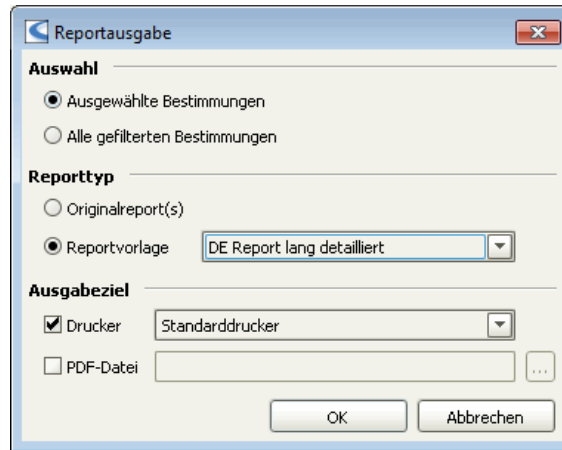 Reportausgabe
Auswahl
Ausgewählte Bestimmungen
Alle gefilterten Bestimmungen
Reporttyp
Originalreport(s)
Reportvorlage DE Report lang detailliert
Ausgabeziel
Drucker Standarddrucker
PDF-Datei ...
OK Abbrechen